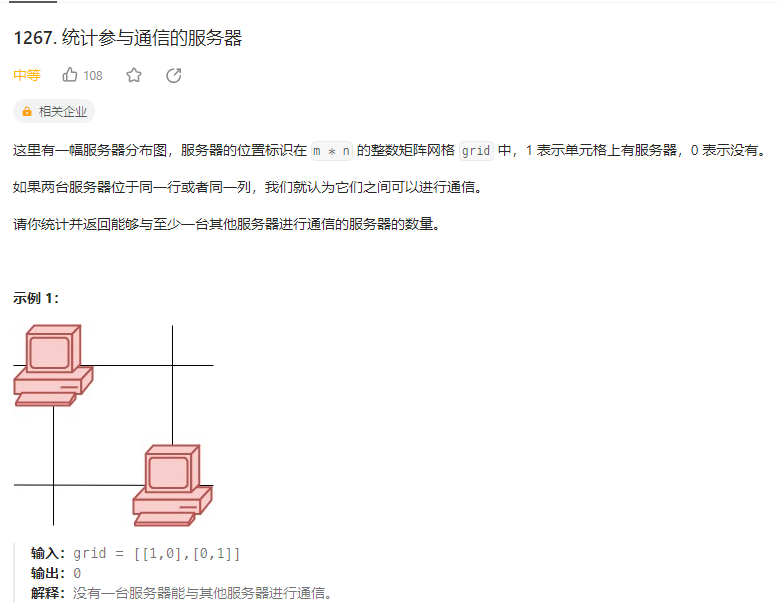 1267. 统计参与通信的服务器
中等 108
相关企业
这里有一幅服务器分布图，服务器的位置标识在 m * n 的整数矩阵网格 grid 中，1 表示单元格上有服务器，0 表示没有。
如果两台服务器位于同一行或者同一列，我们就认为它们之间可以进行通信。
请你统计并返回能够与至少一台其他服务器进行通信的服务器的数量。
示例 1：
输入：grid = [[1,0],[0,1]]
输出：0
解释：没有一台服务器能与其他服务器进行通信。